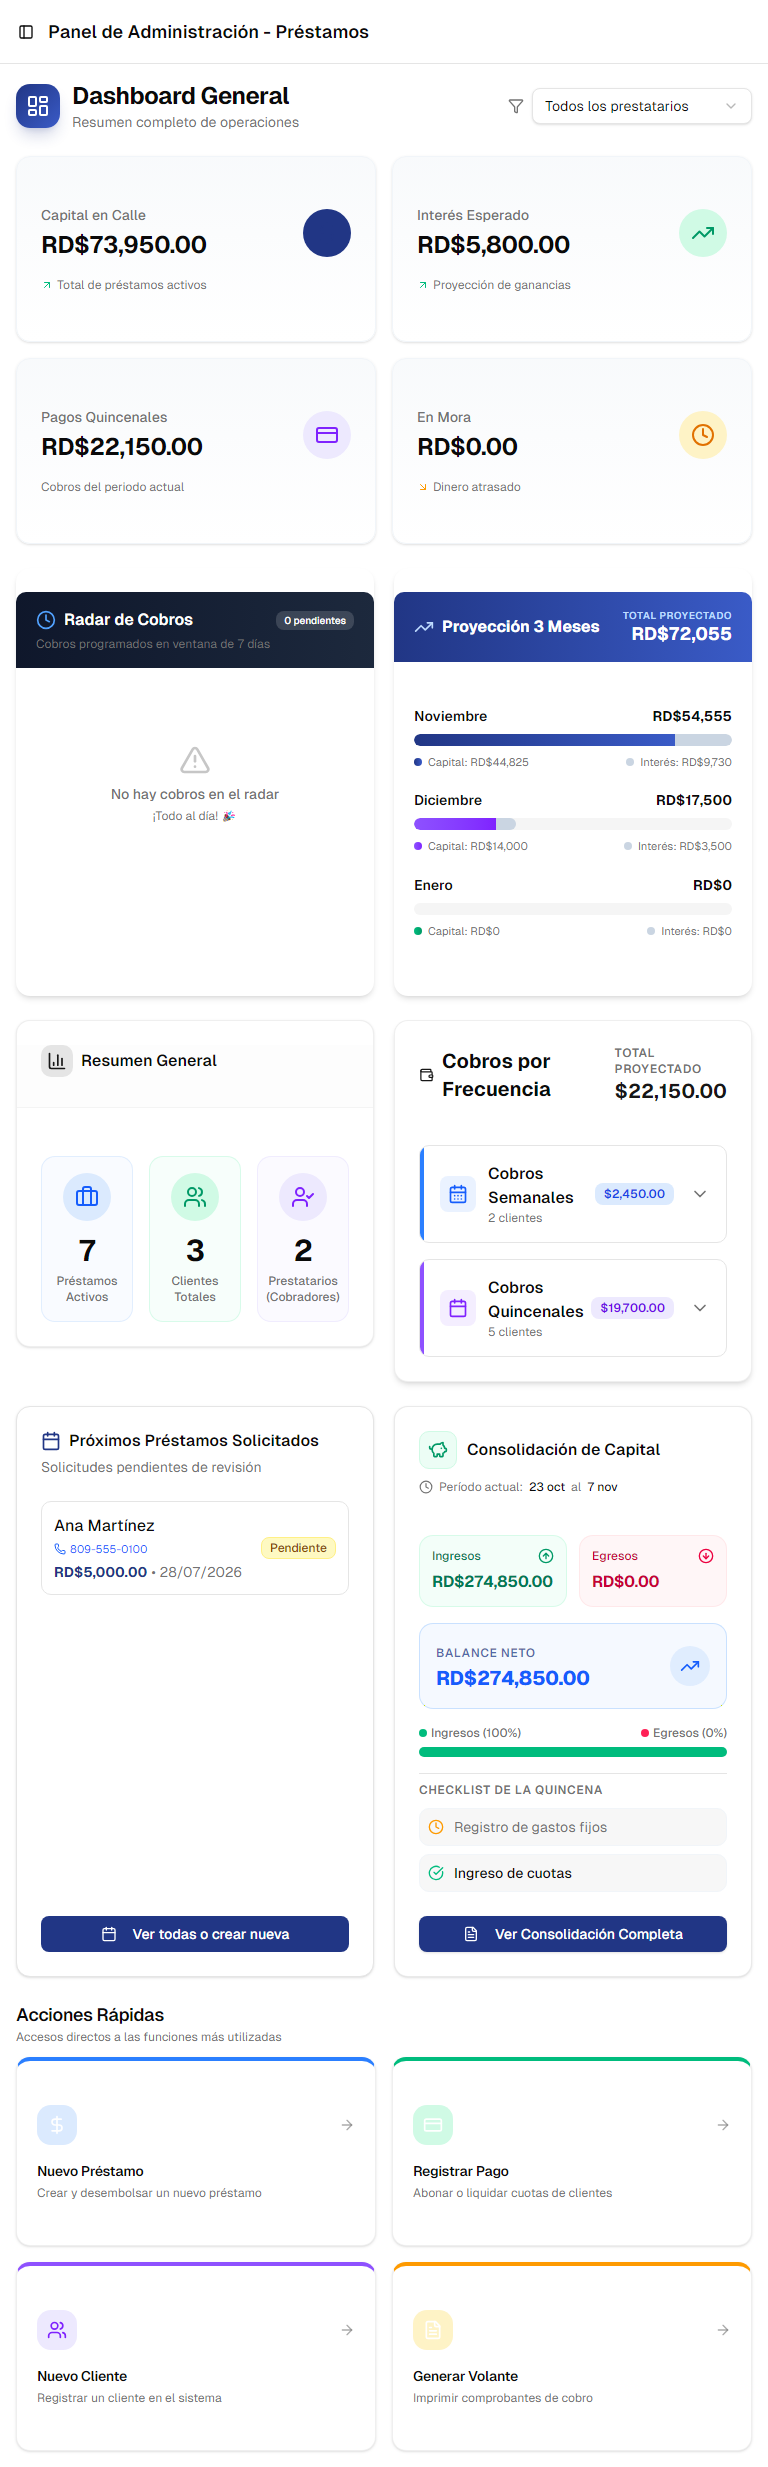 Panel de Administración - Préstamos
Dashboard General
Resumen completo de operaciones
Todos los prestatarios
Capital en Calle
RD$73,950.00
Total de préstamos activos
Interés Esperado
RD$5,800.00
Proyección de ganancias
Pagos Quincenales
RD$22,150.00
Cobros del periodo actual
En Mora
RD$0.00
Dinero atrasado
Radar de Cobros
0 pendientes
Cobros programados en ventana de 7 días
No hay cobros en el radar
¡Todo al día! 🎉
Proyección 3 Meses
TOTAL PROYECTADO
RD$72,055
Noviembre
RD$54,555
Capital: RD$44,825
Interés: RD$9,730
Diciembre
RD$17,500
Capital: RD$14,000
Interés: RD$3,500
Enero
RD$0
Capital: RD$0
Interés: RD$0
Resumen General
7
Préstamos
Activos
3
Clientes
Totales
2
Prestatarios
(Cobradores)
Cobros por
Frecuencia
TOTAL
PROYECTADO
$22,150.00
Cobros
Semanales
2 clientes
$2,450.00
Cobros
Quincenales
5 clientes
$19,700.00
Próximos Préstamos Solicitados
Solicitudes pendientes de revisión
Ana Martínez
809-555-0100
RD$5,000.00 • 28/07/2026
Pendiente
Consolidación de Capital
Período actual: 23 oct al 7 nov
Ingresos
RD$274,850.00
Egresos
RD$0.00
BALANCE NETO
RD$274,850.00
Ingresos (100%)
Egresos (0%)
CHECKLIST DE LA QUINCENA
Registro de gastos fijos
Ingreso de cuotas
Ver todas o crear nueva
Ver Consolidación Completa
Acciones Rápidas
Accesos directos a las funciones más utilizadas
Nuevo Préstamo
Crear y desembolsar un nuevo préstamo
Registrar Pago
Abonar o liquidar cuotas de clientes
Nuevo Cliente
Registrar un cliente en el sistema
Generar Volante
Imprimir comprobantes de cobro